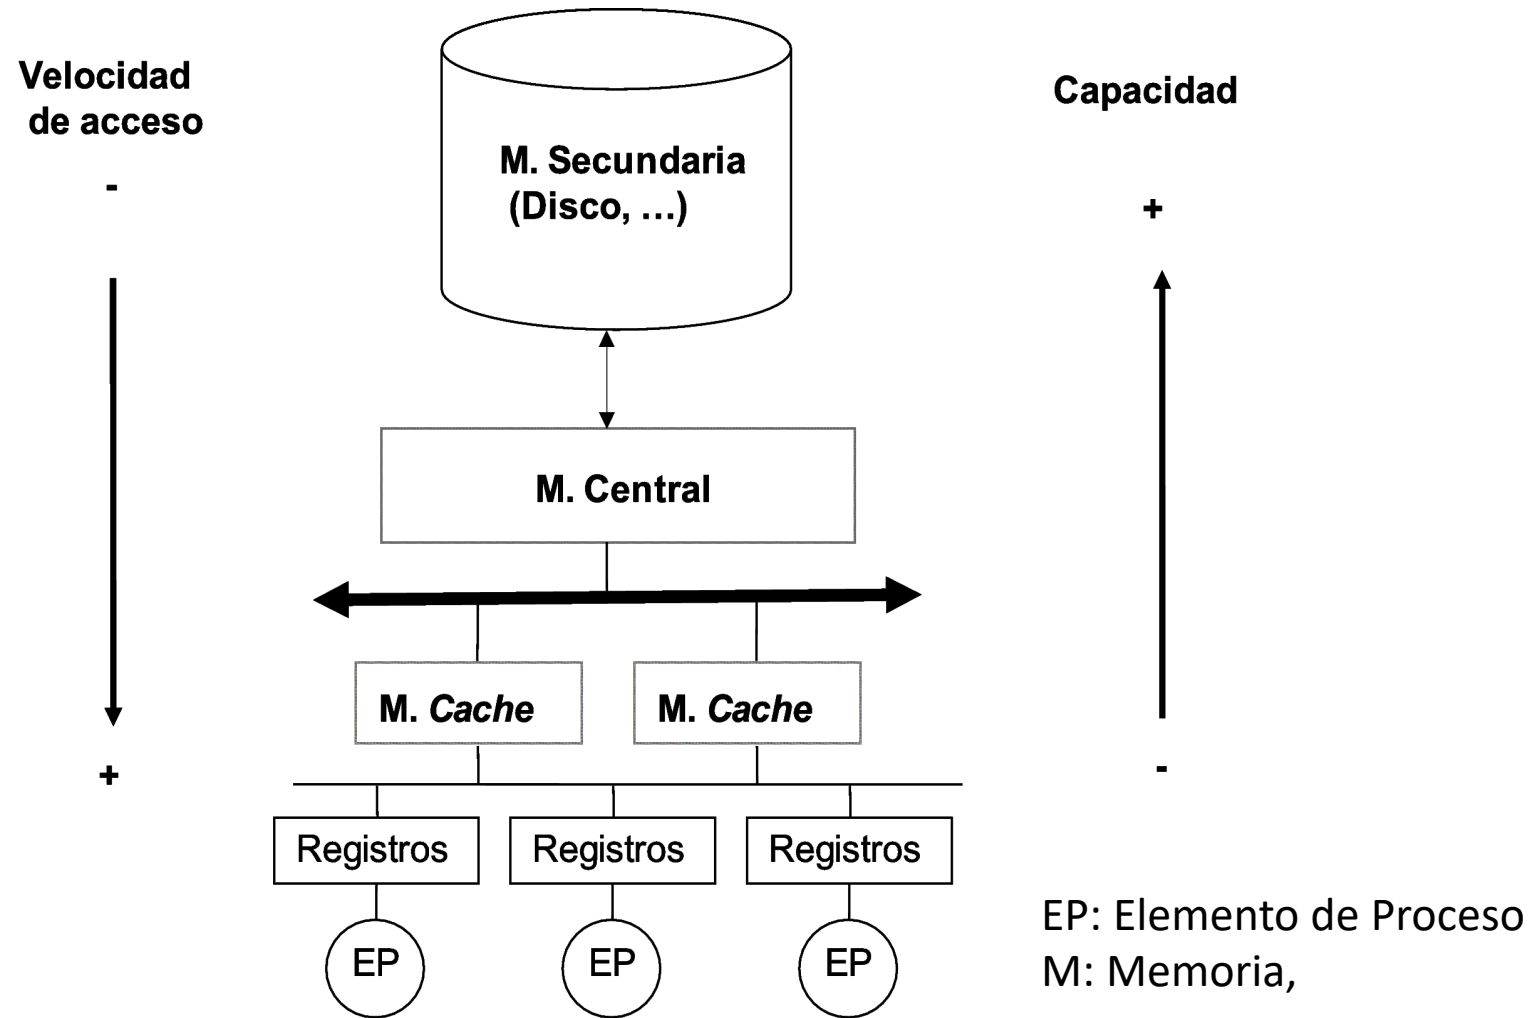 Velocidad
de acceso
-
+
Capacidad
+
-
M. Secundaria
(Disco, ...)
M. Central
M. Cache
M. Cache
Registros
Registros
Registros
EP
EP
EP
EP: Elemento de Proceso
M: Memoria,